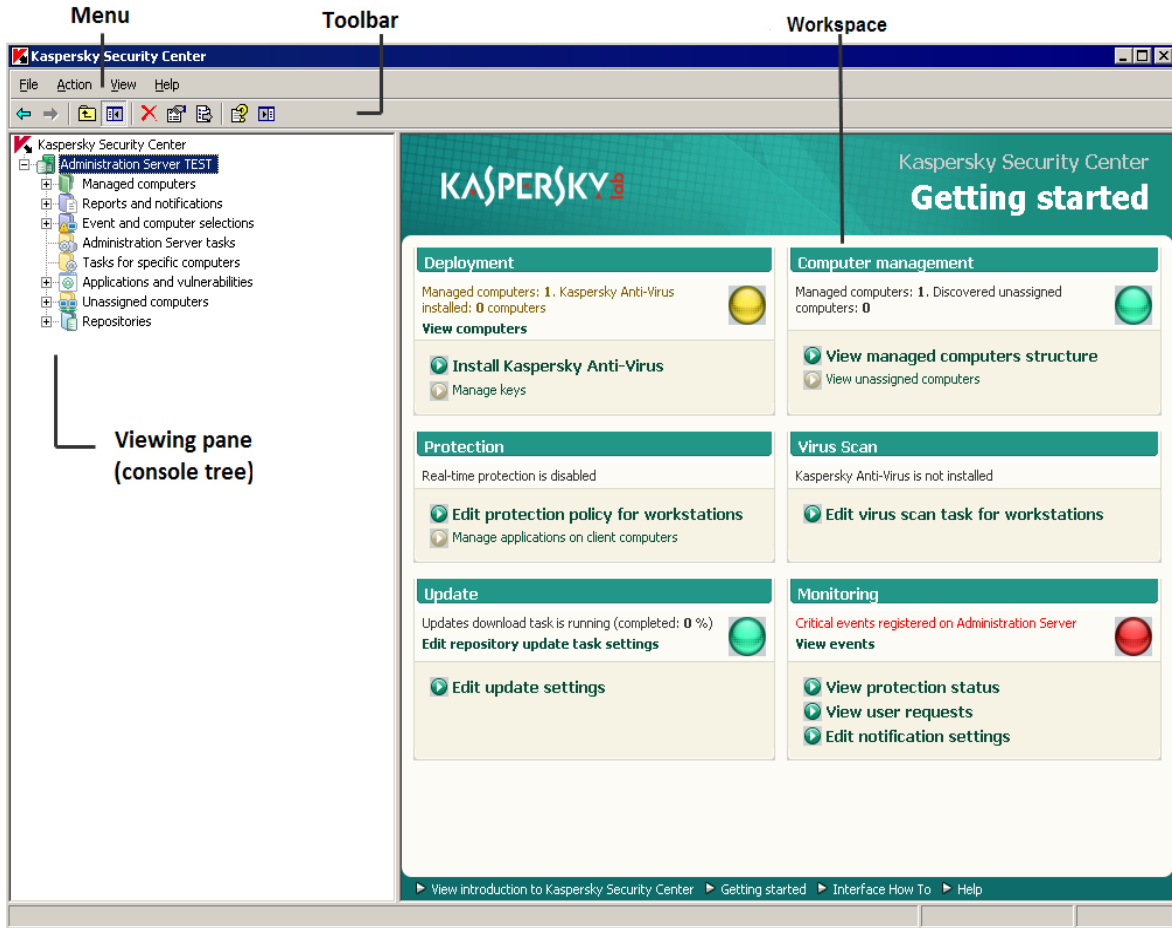 Menu
Toolbar
Workspace
Kaspersky Security Center
File Action View Help
Kaspersky Security Center
Administration Server TEST
Managed computers
Reports and notifications
Event and computer selections
Administration Server tasks
Tasks for specific computers
Applications and vulnerabilities
Unassigned computers
Repositories
Viewing pane
(console tree)
KASPERSKY lab
Kaspersky Security Center
Getting started
Deployment
Managed computers: 1. Kaspersky Anti-Virus
installed: 0 computers
View computers
Install Kaspersky Anti-Virus
Manage keys
Computer management
Managed computers: 1. Discovered unassigned
computers: 0
View managed computers structure
View unassigned computers
Protection
Real-time protection is disabled
Edit protection policy for workstations
Manage applications on client computers
Virus Scan
Kaspersky Anti-Virus is not installed
Edit virus scan task for workstations
Update
Updates download task is running (completed: 0 %)
Edit repository update task settings
Edit update settings
Monitoring
Critical events registered on Administration Server
View events
View protection status
View user requests
Edit notification settings
View introduction to Kaspersky Security Center Getting started Interface How To Help